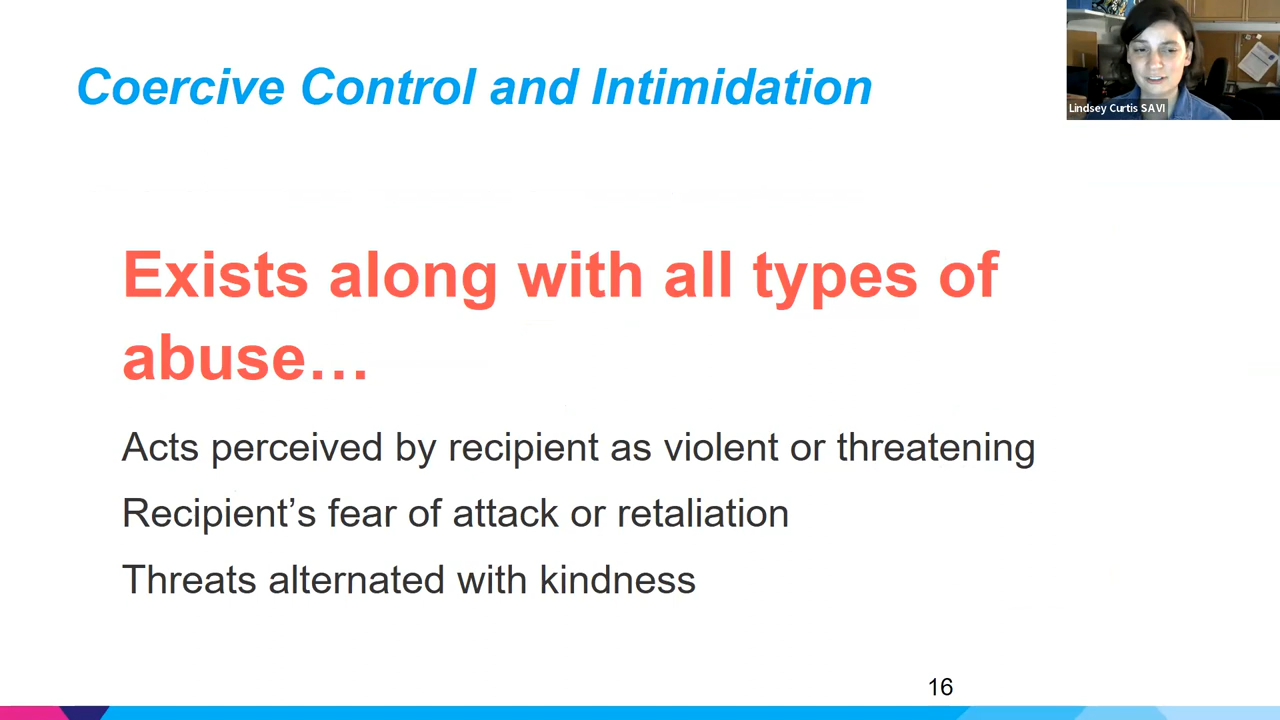 Coercive Control and Intimidation
Lindsey Curtis SAVI
Exists along with all types of
abuse…
Acts perceived by recipient as violent or threatening
Recipient’s fear of attack or retaliation
Threats alternated with kindness
16